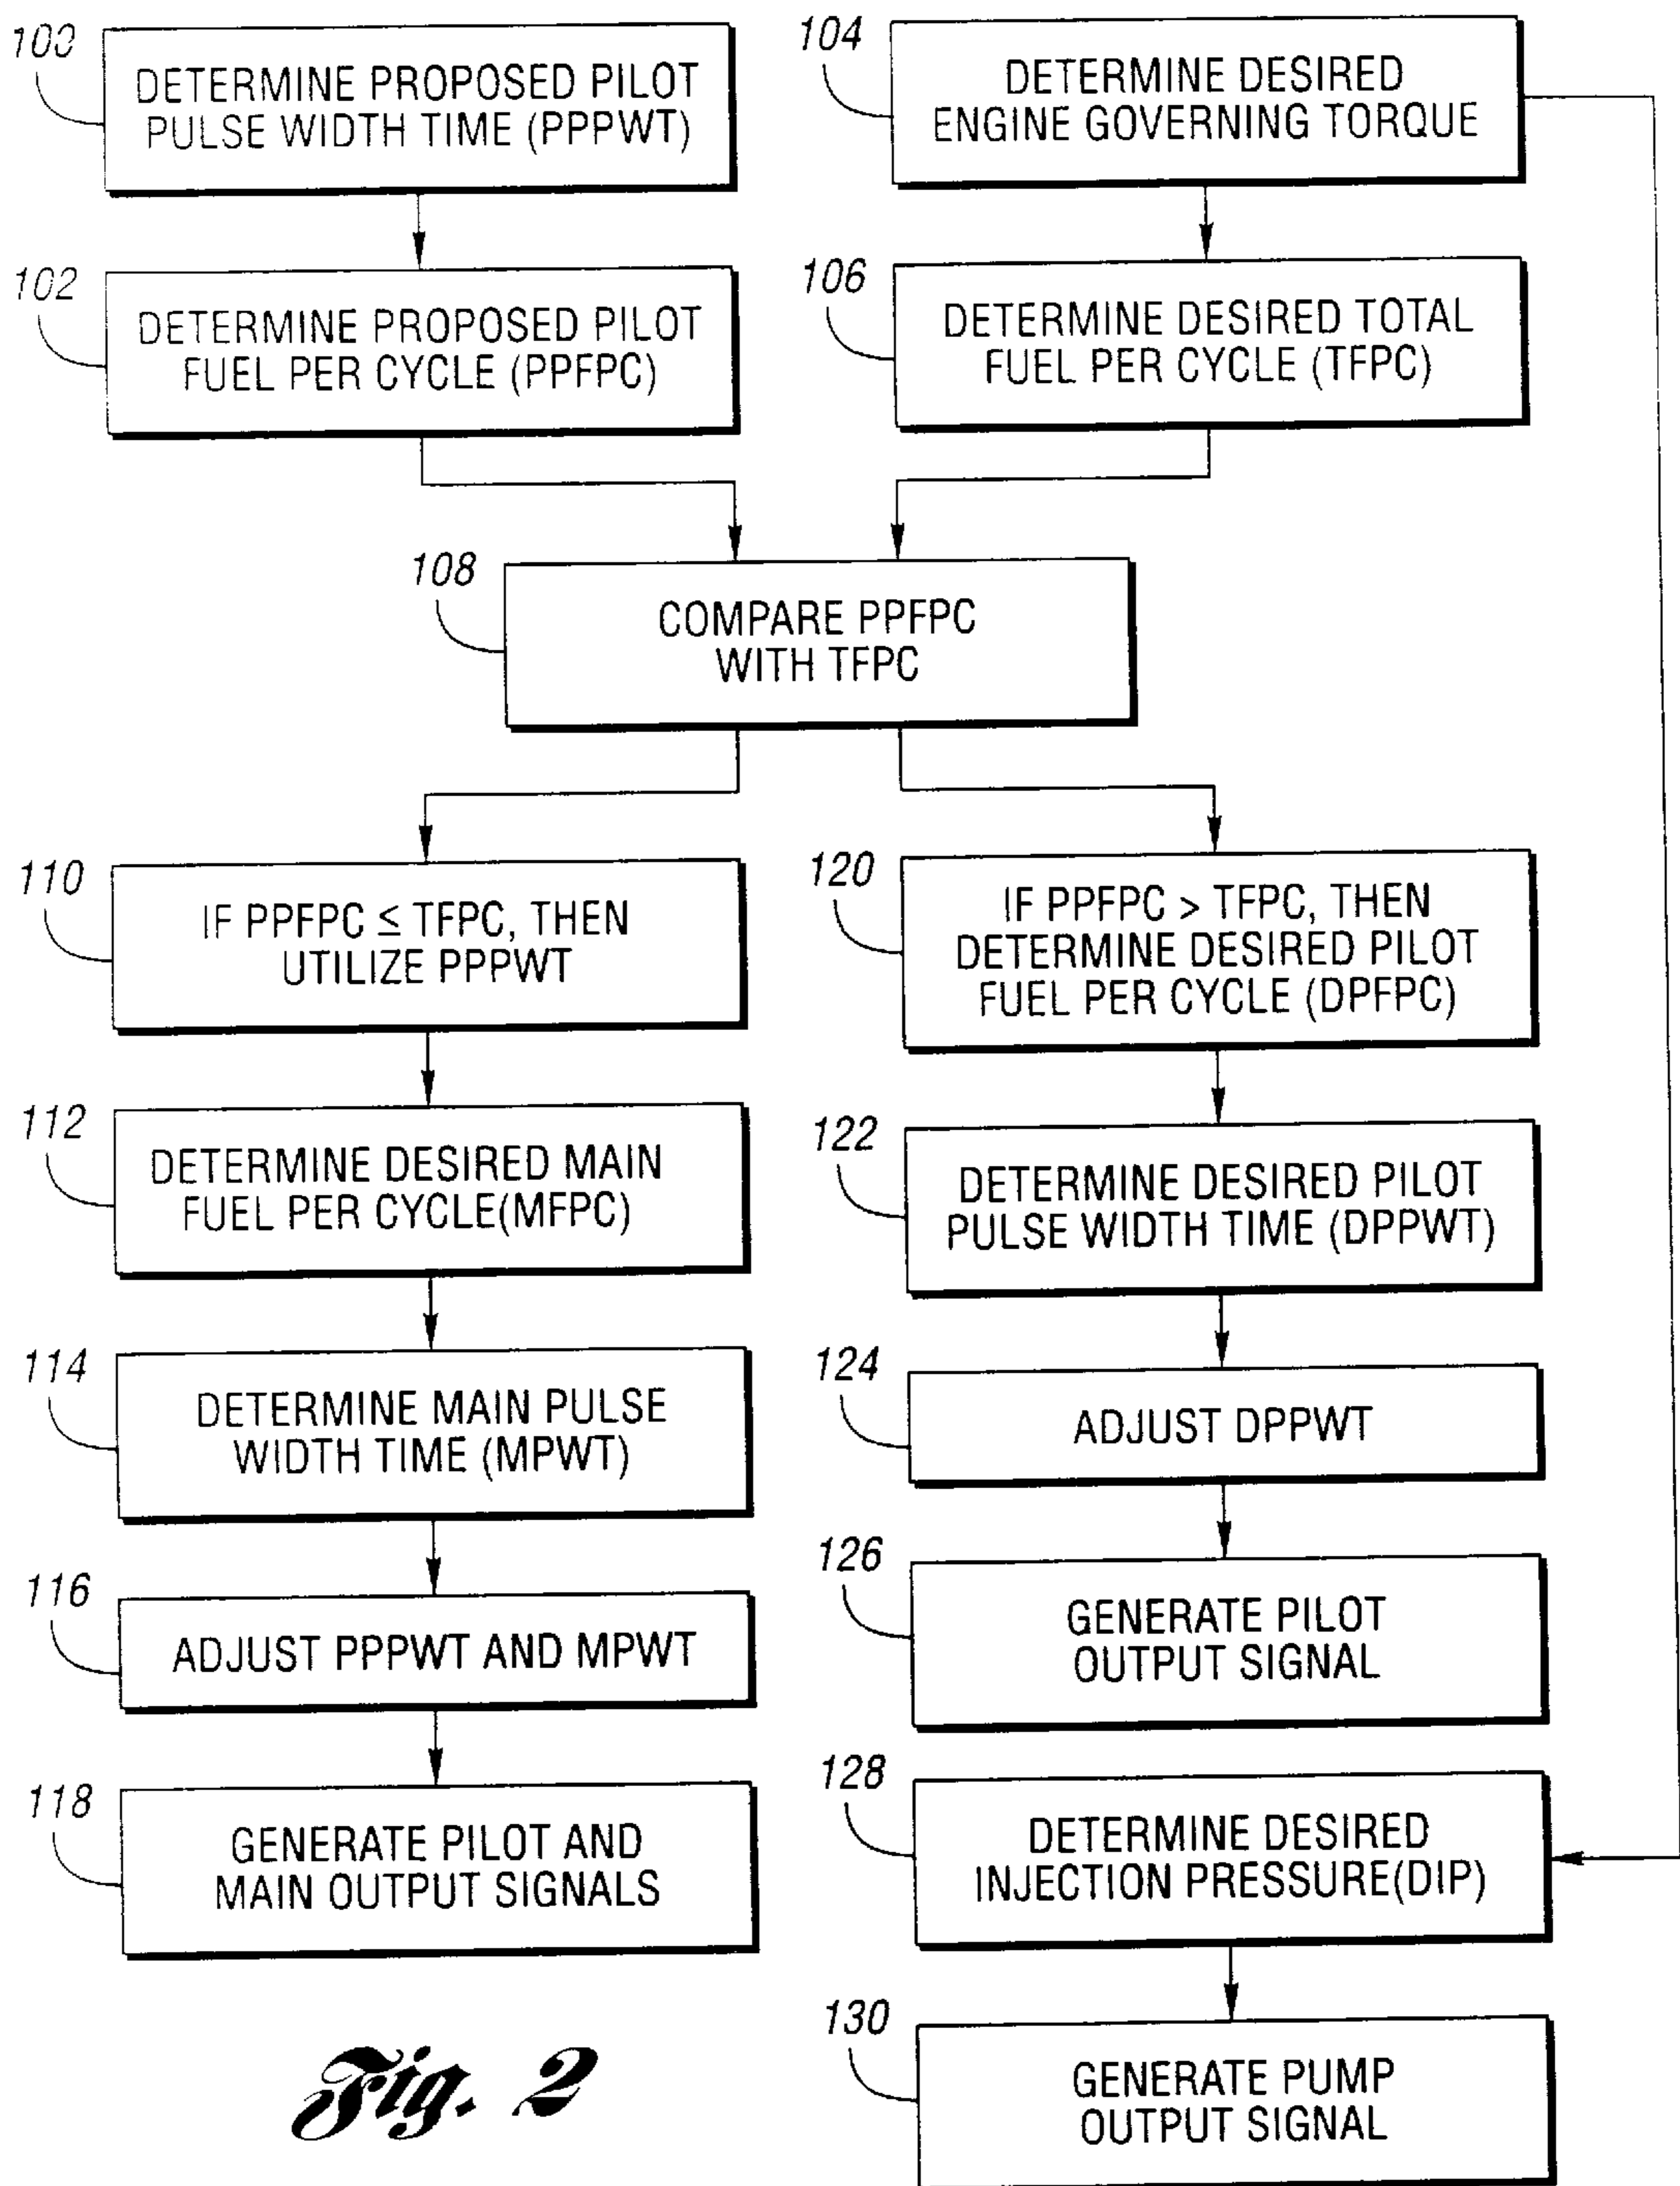 100
DETERMINE PROPOSED PILOT
PULSE WIDTH TIME (PPPWT)
104
DETERMINE DESIRED
ENGINE GOVERNING TORQUE
102
DETERMINE PROPOSED PILOT
FUEL PER CYCLE (PPFPC)
106
DETERMINE DESIRED TOTAL
FUEL PER CYCLE (TFPC)
108
COMPARE PPFPC
WITH TFPC
110
IF PPFPC ≤ TFPC, THEN
UTILIZE PPPWT
112
DETERMINE DESIRED MAIN
FUEL PER CYCLE(MFPC)
114
DETERMINE MAIN PULSE
WIDTH TIME (MPWT)
116
ADJUST PPPWT AND MPWT
118
GENERATE PILOT AND
MAIN OUTPUT SIGNALS
120
IF PPFPC > TFPC, THEN
DETERMINE DESIRED PILOT
FUEL PER CYCLE (DPFPC)
122
DETERMINE DESIRED PILOT
PULSE WIDTH TIME (DPPWT)
124
ADJUST DPPWT
126
GENERATE PILOT
OUTPUT SIGNAL
128
DETERMINE DESIRED
INJECTION PRESSURE(DIP)
130
GENERATE PUMP
OUTPUT SIGNAL
Fig. 2